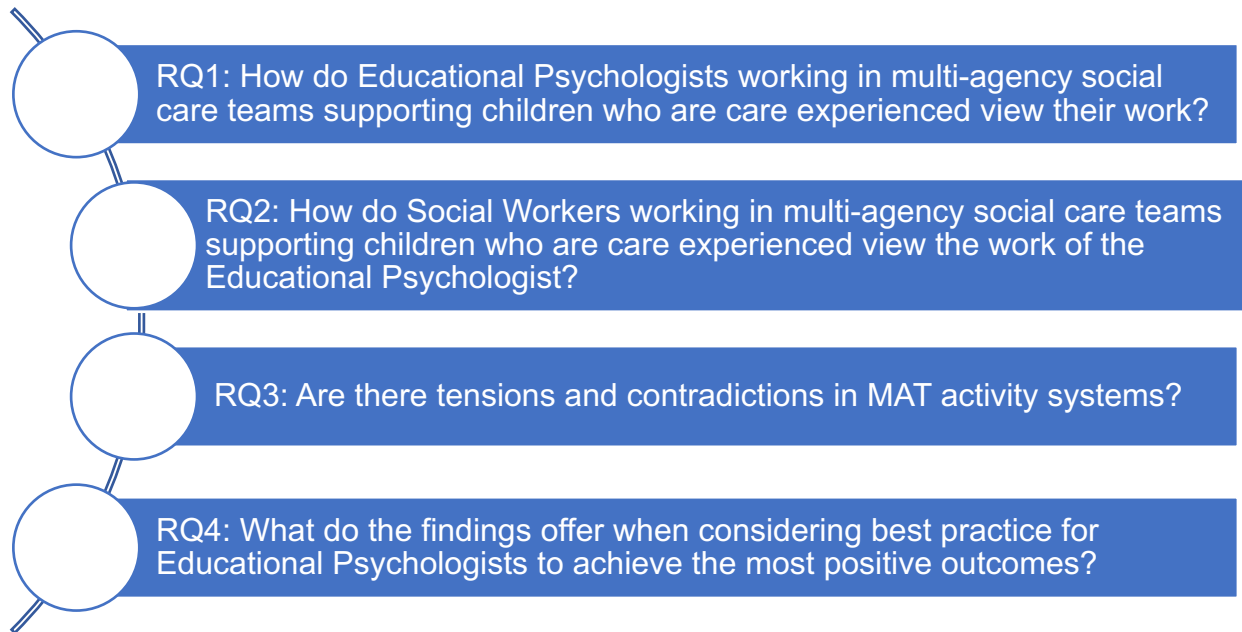 RQ1: How do Educational Psychologists working in multi-agency social
care teams supporting children who are care experienced view their work?
RQ2: How do Social Workers working in multi-agency social care teams
supporting children who are care experienced view the work of the
Educational Psychologist?
RQ3: Are there tensions and contradictions in MAT activity systems?
RQ4: What do the findings offer when considering best practice for
Educational Psychologists to achieve the most positive outcomes?